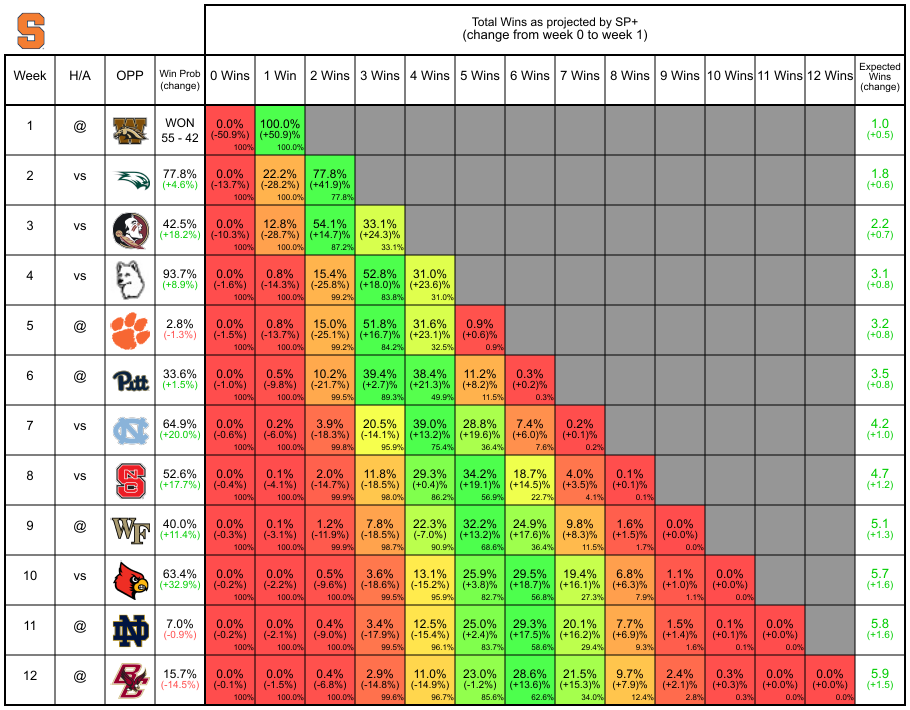 Total Wins as projected by SP+
(change from week 0 to week 1)
Week H/A OPP Win Prob (change) 0 Wins 1 Win 2 Wins 3 Wins 4 Wins 5 Wins 6 Wins 7 Wins 8 Wins 9 Wins 10 Wins 11 Wins 12 Wins Expected Wins (change)
1 @ W WON 0.0% 100.0% 1.0
55 - 42 (-50.9%) (+50.9)% (+0.5)
100% 100.0%
2 vs 77.8% 0.0% 22.2% 77.8% 1.8
(+4.6%) (-13.7%) (-28.2%) (+41.9)% (+0.6)
100% 100.0% 77.8%
3 vs 42.5% 0.0% 12.8% 54.1% 33.1% 2.2
(+18.2%) (-10.3%) (-28.7%) (+14.7)% (+24.3)% (+0.7)
100% 100.0% 87.2% 33.1%
4 vs 93.7% 0.0% 0.8% 15.4% 52.8% 31.0% 3.1
(+8.9%) (-1.6%) (-14.3%) (-25.8%) (+18.0)% (+23.6)% (+0.8)
100% 100.0% 99.2% 83.8% 31.0%
5 @ 2.8% 0.0% 0.8% 15.0% 51.8% 31.6% 0.9% 3.2
(-1.3%) (-1.5%) (-13.7%) (-25.1%) (+16.7)% (+23.1)% (+0.6)% (+0.8)
100% 100.0% 99.2% 84.2% 32.5% 0.9%
6 @ Pitt 33.6% 0.0% 0.5% 10.2% 39.4% 38.4% 11.2% 0.3% 3.5
(+1.5%) (-1.0%) (-9.8%) (-21.7%) (+2.7)% (+21.3)% (+8.2)% (+0.2)% (+0.8)
100% 100.0% 99.5% 89.3% 49.9% 11.5% 0.3%
7 vs NC 64.9% 0.0% 0.2% 3.9% 20.5% 39.0% 28.8% 7.4% 0.2% 4.2
(+20.0%) (-0.6%) (-6.0%) (-18.3%) (-14.1%) (+13.2)% (+19.6)% (+6.0)% (+0.1)% (+1.0)
100% 100.0% 99.8% 95.9% 75.4% 36.4% 7.6% 0.2%
8 vs NCS 52.6% 0.0% 0.1% 2.0% 11.8% 29.3% 34.2% 18.7% 4.0% 0.1% 4.7
(+17.7%) (-0.4%) (-4.1%) (-14.7%) (-18.5%) (+0.4)% (+19.1)% (+14.5)% (+3.5)% (+0.1)% (+1.2)
100% 100.0% 99.9% 98.0% 86.2% 56.9% 22.7% 4.1% 0.1%
9 @ WF 40.0% 0.0% 0.1% 1.2% 7.8% 22.3% 32.2% 24.9% 9.8% 1.6% 0.0% 5.1
(+11.4%) (-0.3%) (-3.1%) (-11.9%) (-18.5%) (-7.0%) (+13.2)% (+17.6)% (+8.3)% (+1.5)% (+0.0)% (+1.3)
100% 100.0% 99.9% 98.7% 90.9% 68.6% 36.4% 11.5% 1.7% 0.0%
10 vs 63.4% 0.0% 0.0% 0.5% 3.6% 13.1% 25.9% 29.5% 19.4% 6.8% 1.1% 0.0% 5.7
(+32.9%) (-0.2%) (-2.2%) (-9.6%) (-18.6%) (-15.2%) (+3.8)% (+18.7)% (+16.1)% (+6.3)% (+1.0)% (+0.0)% (+1.6)
100% 100.0% 100.0% 99.5% 95.9% 82.7% 56.8% 27.3% 7.9% 1.1% 0.0%
11 @ ND 7.0% 0.0% 0.0% 0.4% 3.4% 12.5% 25.0% 29.3% 20.1% 7.7% 1.5% 0.1% 0.0% 5.8
(-0.9%) (-0.2%) (-2.1%) (-9.0%) (-17.9%) (-15.4%) (+2.4)% (+17.5)% (+16.2)% (+6.9)% (+1.4)% (+0.1)% (+0.0)% (+1.6)
100% 100.0% 100.0% 99.5% 96.1% 83.7% 58.6% 29.4% 9.3% 1.6% 0.1% 0.0%
12 @ BC 15.7% 0.0% 0.0% 0.4% 2.9% 11.0% 23.0% 28.6% 21.5% 9.7% 2.4% 0.3% 0.0% 0.0% 5.9
(-14.5%) (-0.1%) (-1.5%) (-6.8%) (-14.8%) (-14.9%) (-1.2%) (+13.6)% (+15.3)% (+7.9)% (+2.1)% (+0.3)% (+0.0)% (+0.0)% (+1.5)
100% 100.0% 100.0% 99.6% 96.7% 85.6% 62.6% 34.0% 12.4% 2.8% 0.3% 0.0% 0.0%